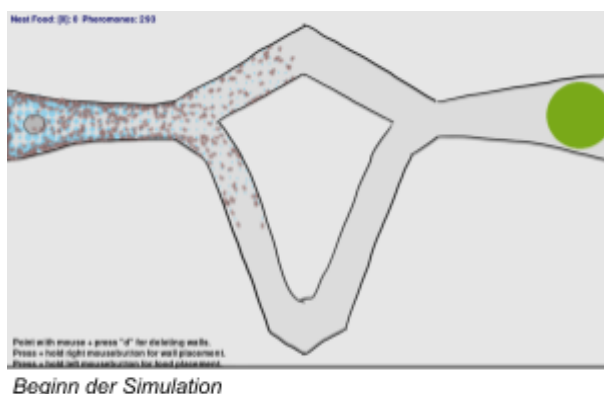 Nest Food: [0]: 0 Pheromones: 293
Point with mouse + press "d" for deleting walls.
Press + hold right mousebutton for wall placement.
Press + hold left mousebutton for food placement.
Beginn der Simulation